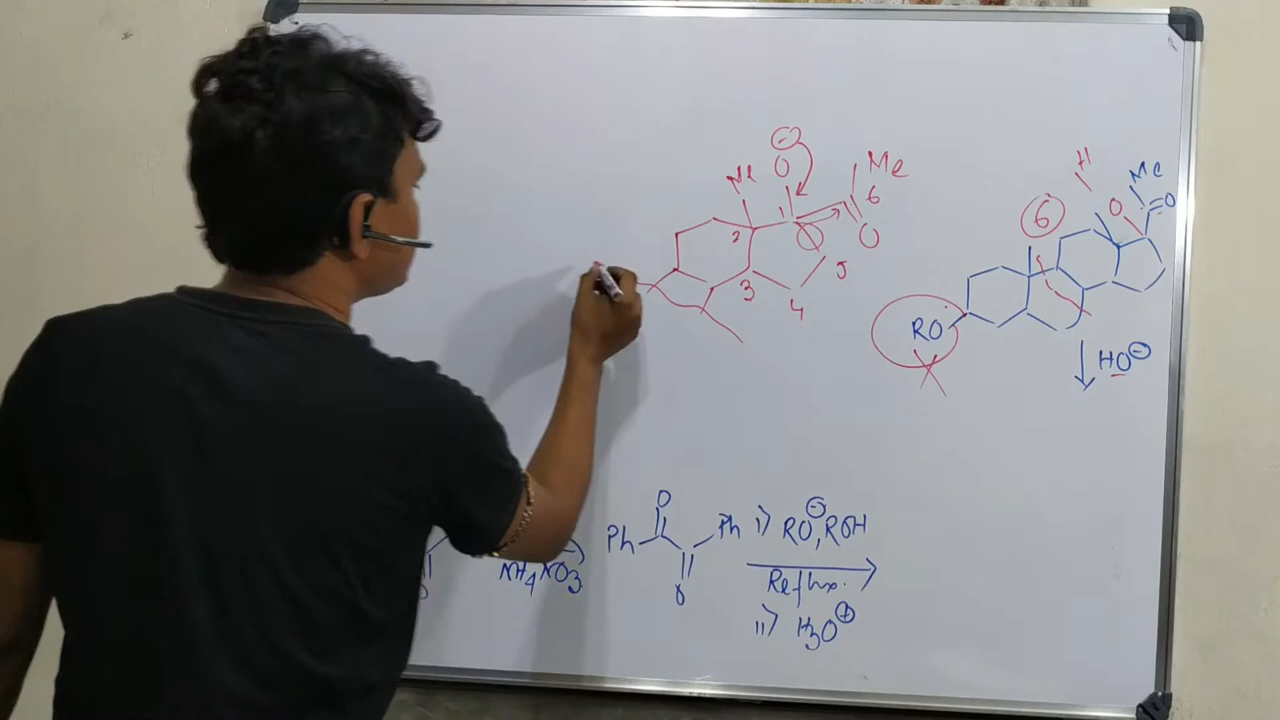 ⊖
O
Me
Me
1
6
O
2
3
5
4
H
6
Me
O
O
RO
HO⊖
O
Ph
Ph
O
NH4NO3
i) RO⊖, ROH
Reflux.
ii) H3O⊕